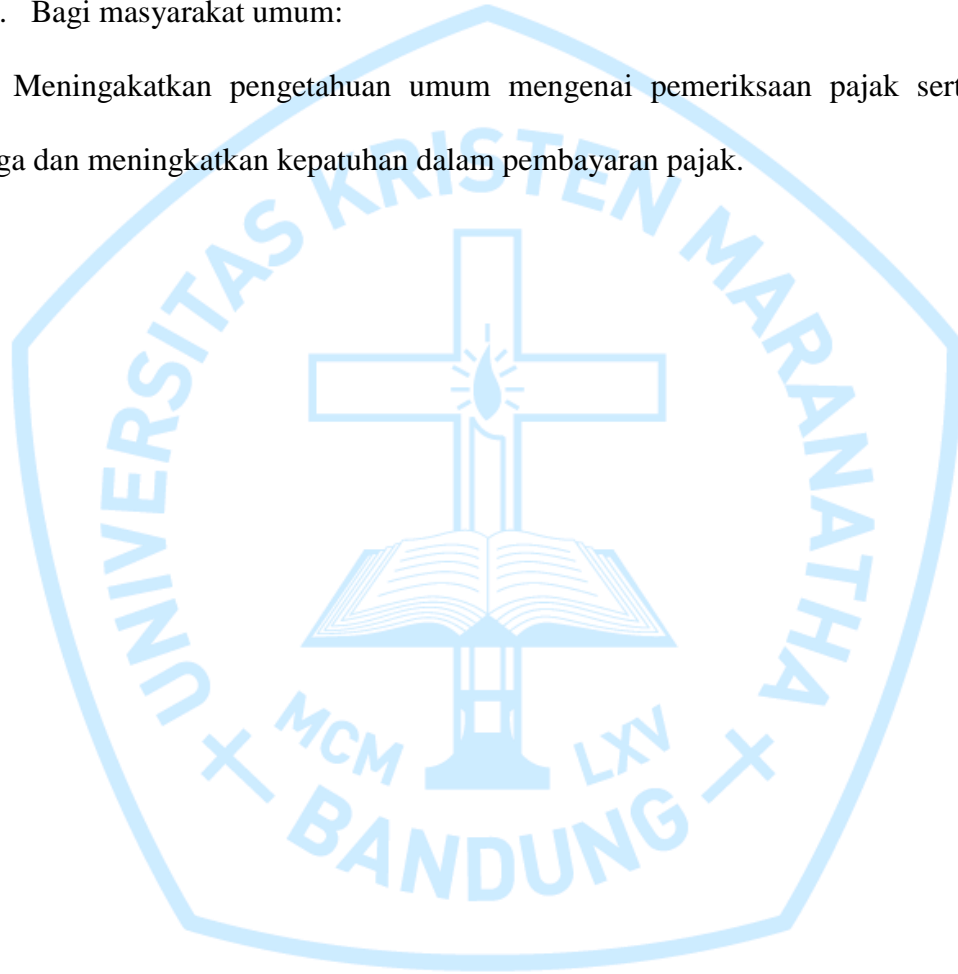 . Bagi masyarakat umum:
Meningakatkan pengetahuan umum mengenai pemeriksaan pajak sert
ga dan meningkatkan kepatuhan dalam pembayaran pajak.
UNIVERSITAS KRISTEN MARANATHA
MCM LXV
BANDUNG